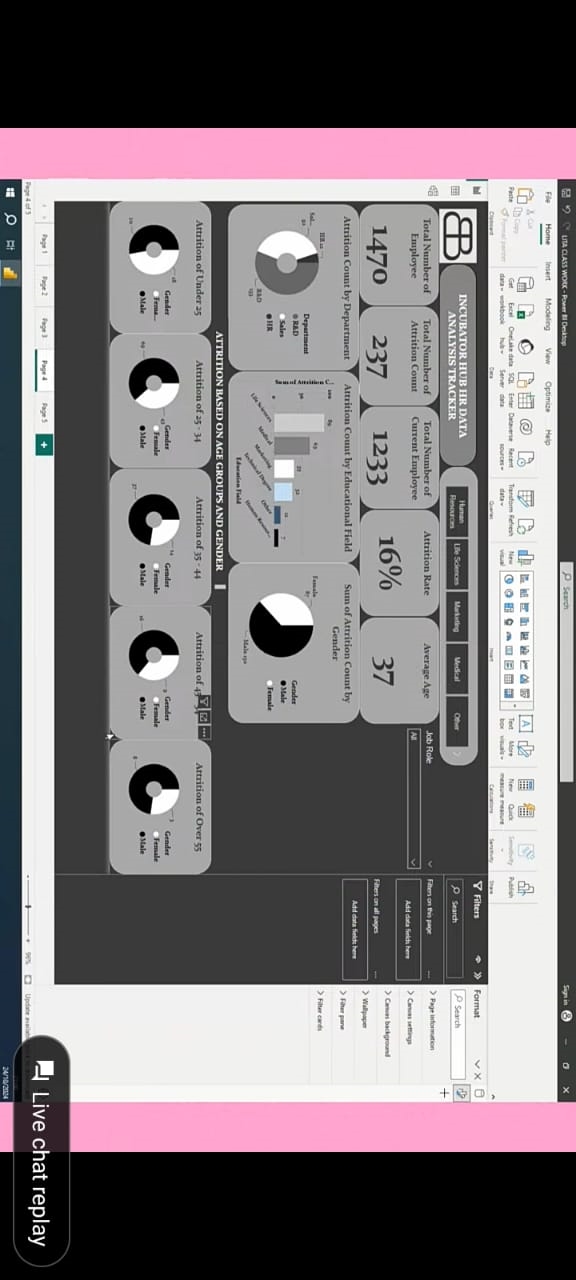 LITA CLASS WORK - Power BI Desktop
Search
Sign in
File Home Insert Modeling View Optimize Help
Paste
Cut
Copy
Format painter
Get data
Excel workbook
OneLake data hub
SQL Server
Enter data
Dataverse
Recent sources
Transform data
Refresh
New visual
Text box
More visuals
New measure
Quick measure
Sensitivity
Publish
Clipboard
Data
Queries
Insert
Calculations
Sensitivity
Share
INCUBATOR HUB HR DATA
ANALYSIS TRACKER
Human Resources
Life Sciences
Marketing
Medical
Other
Total Number of Employee
1470
Total Number of Attrition Count
237
Total Number of Current Employee
1233
Attrition Rate
16%
Average Age
37
Job Role
All
Attrition Count by Department
HR 12
Sal...
92
R&D
133
Department
R&D
Sales
HR
Attrition Count by Educational Field
Sum of Attrition C...
100
50
0
89
63
35
32
11
7
Life Sciences
Medical
Marketing
Technical Degree
Other
Human Resour...
Education Field
Sum of Attrition Count by Gender
Female
87
Male 150
Gender
Male
Female
ATTRITION BASED ON AGE GROUPS AND GENDER
Attrition of Under 25
18
20
Gender
Fema...
Male
Attrition of 25 - 34
43
69
Gender
Female
Male
Attrition of 35 - 44
14
37
Gender
Female
Male
Attrition of 45 - 54
9
16
Gender
Female
Male
Attrition of Over 55
3
8
Gender
Female
Male
Filters
Search
Filters on this page
Add data fields here
Filters on all pages
Add data fields here
Format
Search
Page information
Canvas settings
Canvas background
Wallpaper
Filter pane
Filter cards
Page 1
Page 2
Page 3
Page 4
Page 5
Page 4 of 5
96%
Live chat replay
24/10/2024